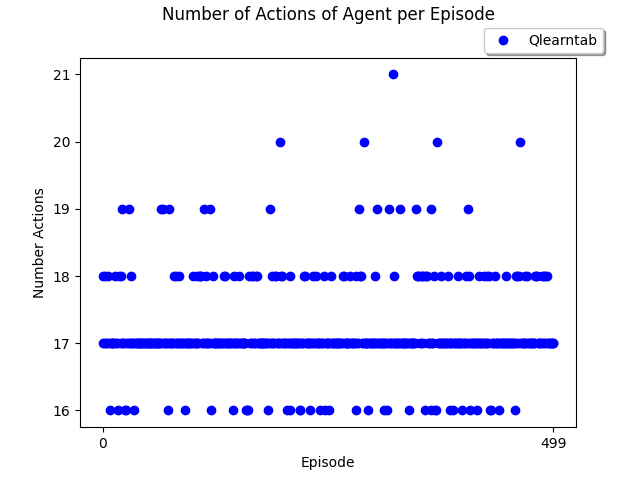 Number of Actions of Agent per Episode
Qlearntab
21
20
19
18
17
16
Number Actions
0
499
Episode